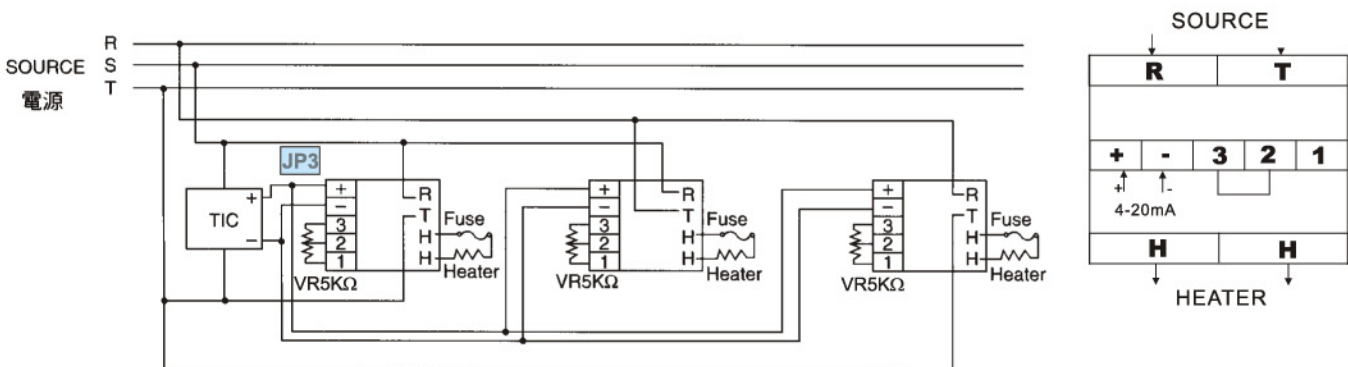 SOURCE
電源
R
S
T
JP3
TIC
+
−
+
−
3
2
1
VR5KΩ
R
T
H
H
Fuse
Heater
+
−
3
2
1
VR5KΩ
R
T
H
H
Fuse
Heater
+
−
3
2
1
VR5KΩ
R
T
H
H
Fuse
Heater
SOURCE
R T
+ - 3 2 1
+ -
4-20mA
H H
HEATER